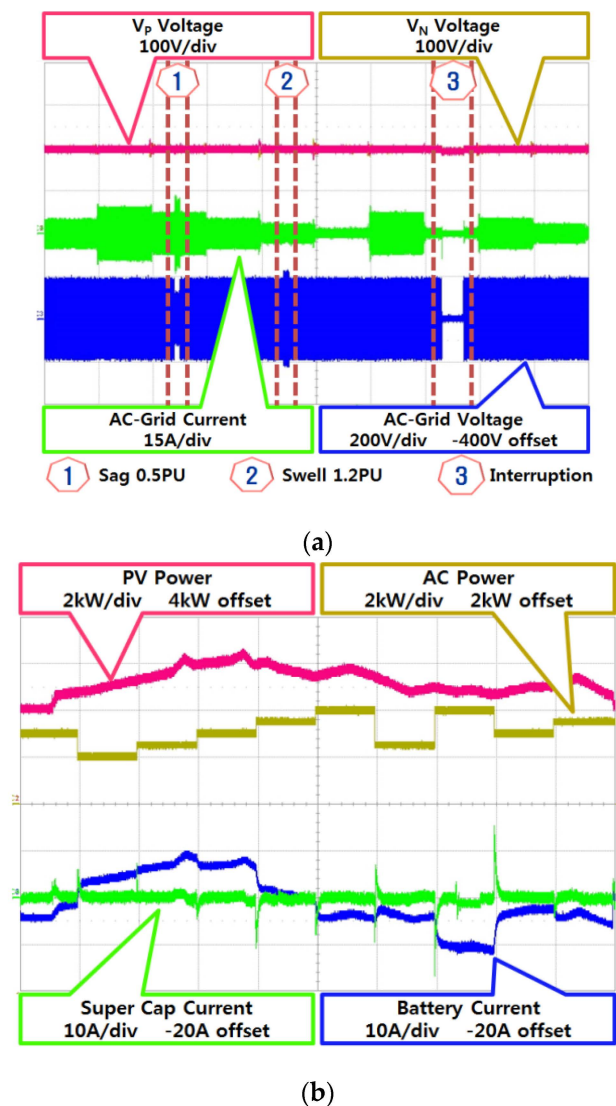 V_P Voltage
100V/div
V_N Voltage
100V/div
1
2
3
AC-Grid Current
15A/div
AC-Grid Voltage
200V/div -400V offset
1 Sag 0.5PU 2 Swell 1.2PU 3 Interruption
(a)
PV Power
2kW/div 4kW offset
AC Power
2kW/div 2kW offset
Super Cap Current
10A/div -20A offset
Battery Current
10A/div -20A offset
(b)